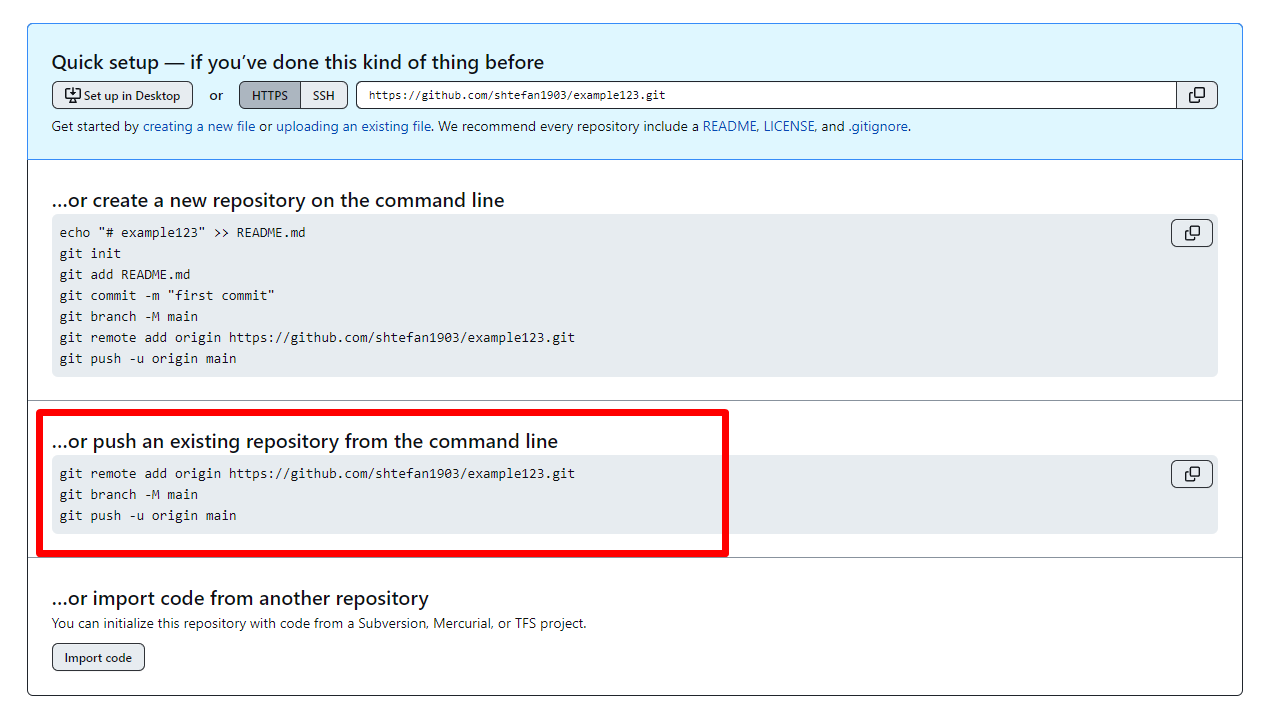 Quick setup — if you’ve done this kind of thing before
Set up in Desktop or HTTPS SSH https://github.com/shtefan1903/example123.git
Get started by creating a new file or uploading an existing file. We recommend every repository include a README, LICENSE, and .gitignore.
…or create a new repository on the command line
echo "# example123" >> README.md
git init
git add README.md
git commit -m "first commit"
git branch -M main
git remote add origin https://github.com/shtefan1903/example123.git
git push -u origin main
…or push an existing repository from the command line
git remote add origin https://github.com/shtefan1903/example123.git
git branch -M main
git push -u origin main
…or import code from another repository
You can initialize this repository with code from a Subversion, Mercurial, or TFS project.
Import code